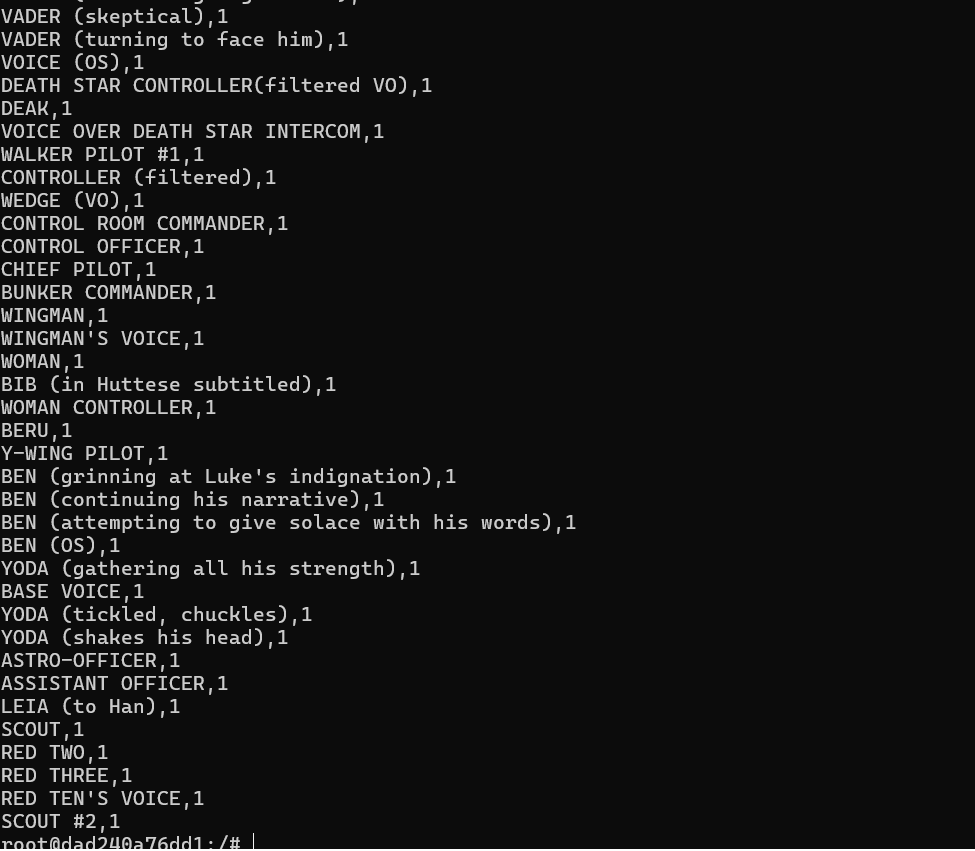 VADER (skeptical),1
VADER (turning to face him),1
VOICE (OS),1
DEATH STAR CONTROLLER(filtered VO),1
DEAK,1
VOICE OVER DEATH STAR INTERCOM,1
WALKER PILOT #1,1
CONTROLLER (filtered),1
WEDGE (VO),1
CONTROL ROOM COMMANDER,1
CONTROL OFFICER,1
CHIEF PILOT,1
BUNKER COMMANDER,1
WINGMAN,1
WINGMAN'S VOICE,1
WOMAN,1
BIB (in Huttese subtitled),1
WOMAN CONTROLLER,1
BERU,1
Y-WING PILOT,1
BEN (grinning at Luke's indignation),1
BEN (continuing his narrative),1
BEN (attempting to give solace with his words),1
BEN (OS),1
YODA (gathering all his strength),1
BASE VOICE,1
YODA (tickled, chuckles),1
YODA (shakes his head),1
ASTRO-OFFICER,1
ASSISTANT OFFICER,1
LEIA (to Han),1
SCOUT,1
RED TWO,1
RED THREE,1
RED TEN'S VOICE,1
SCOUT #2,1
root@dad240a76dd1:/#